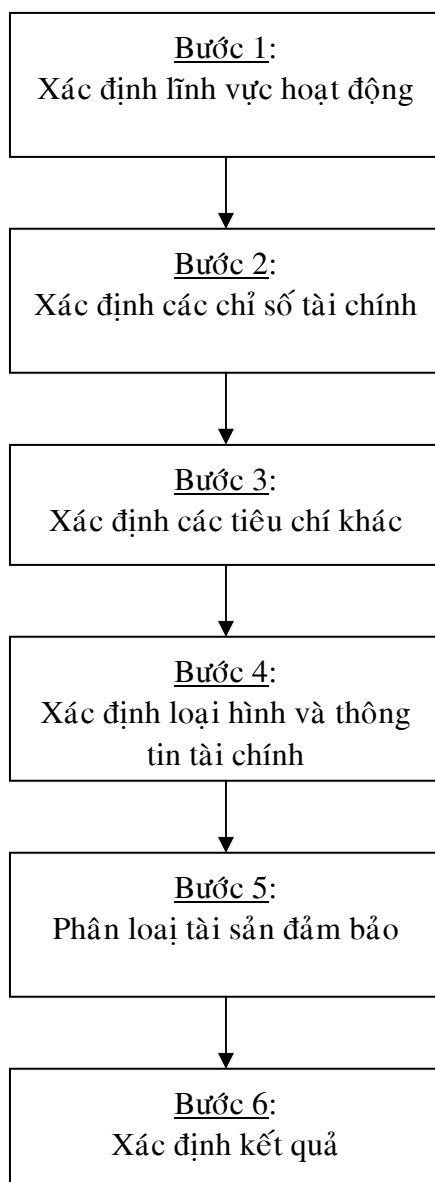 Bước 1:
Xác định lĩnh vực hoạt động
Bước 2:
Xác định các chỉ số tài chính
Bước 3:
Xác định các tiêu chí khác
Bước 4:
Xác định loại hình và thông
tin tài chính
Bước 5:
Phân loaị tài sản đảm bảo
Bước 6:
Xác định kết quả